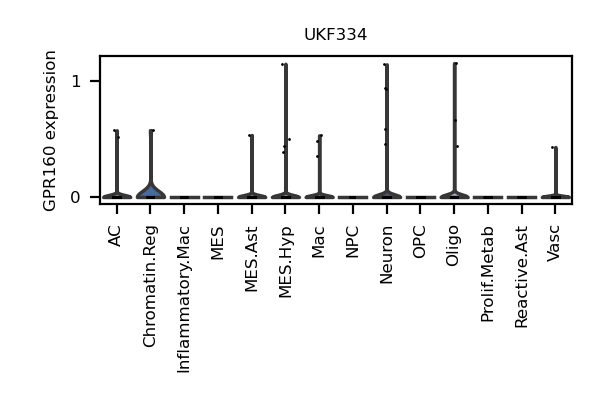 UKF334
GPR160 expression
1
0
AC
Chromatin.Reg
Inflammatory.Mac
MES
MES.Ast
MES.Hyp
Mac
NPC
Neuron
OPC
Oligo
Prolif.Metab
Reactive.Ast
Vasc